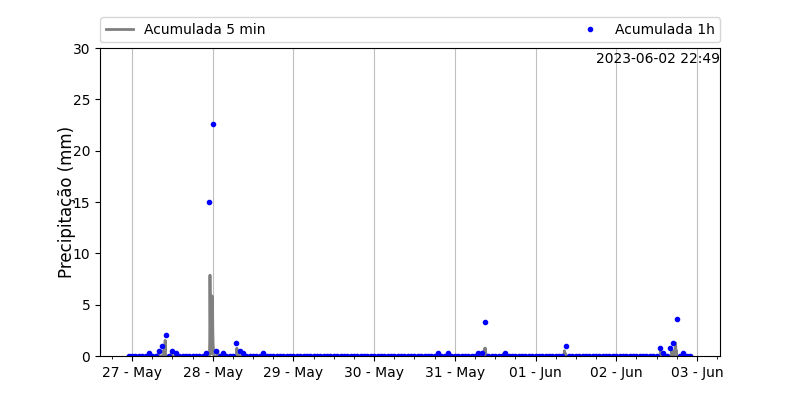 Acumulada 5 min
Acumulada 1h
2023-06-02 22:49
Precipitação (mm)
30
25
20
15
10
5
0
27 - May
28 - May
29 - May
30 - May
31 - May
01 - Jun
02 - Jun
03 - Jun